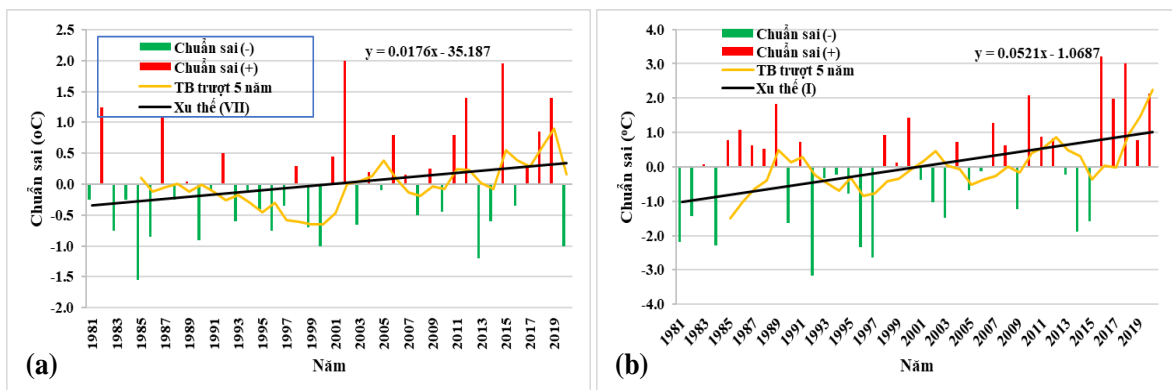 2.5
2.0
1.5
1.0
0.5
0.0
-0.5
-1.0
-1.5
-2.0
Chuẩn sai (oC)
Chuẩn sai (-)
Chuẩn sai (+)
TB trượt 5 năm
Xu thế (VII)
y = 0.0176x - 35.187
1981 1983 1985 1987 1989 1991 1993 1995 1997 1999 2001 2003 2005 2007 2009 2011 2013 2015 2017 2019
Năm
(a)
4.0
3.0
2.0
1.0
0.0
-1.0
-2.0
-3.0
-4.0
Chuẩn sai (°C)
Chuẩn sai (-)
Chuẩn sai (+)
TB trượt 5 năm
Xu thế (I)
y = 0.0521x - 1.0687
1981 1983 1985 1987 1989 1991 1993 1995 1997 1999 2001 2003 2005 2007 2009 2011 2013 2015 2017 2019
Năm
(b)